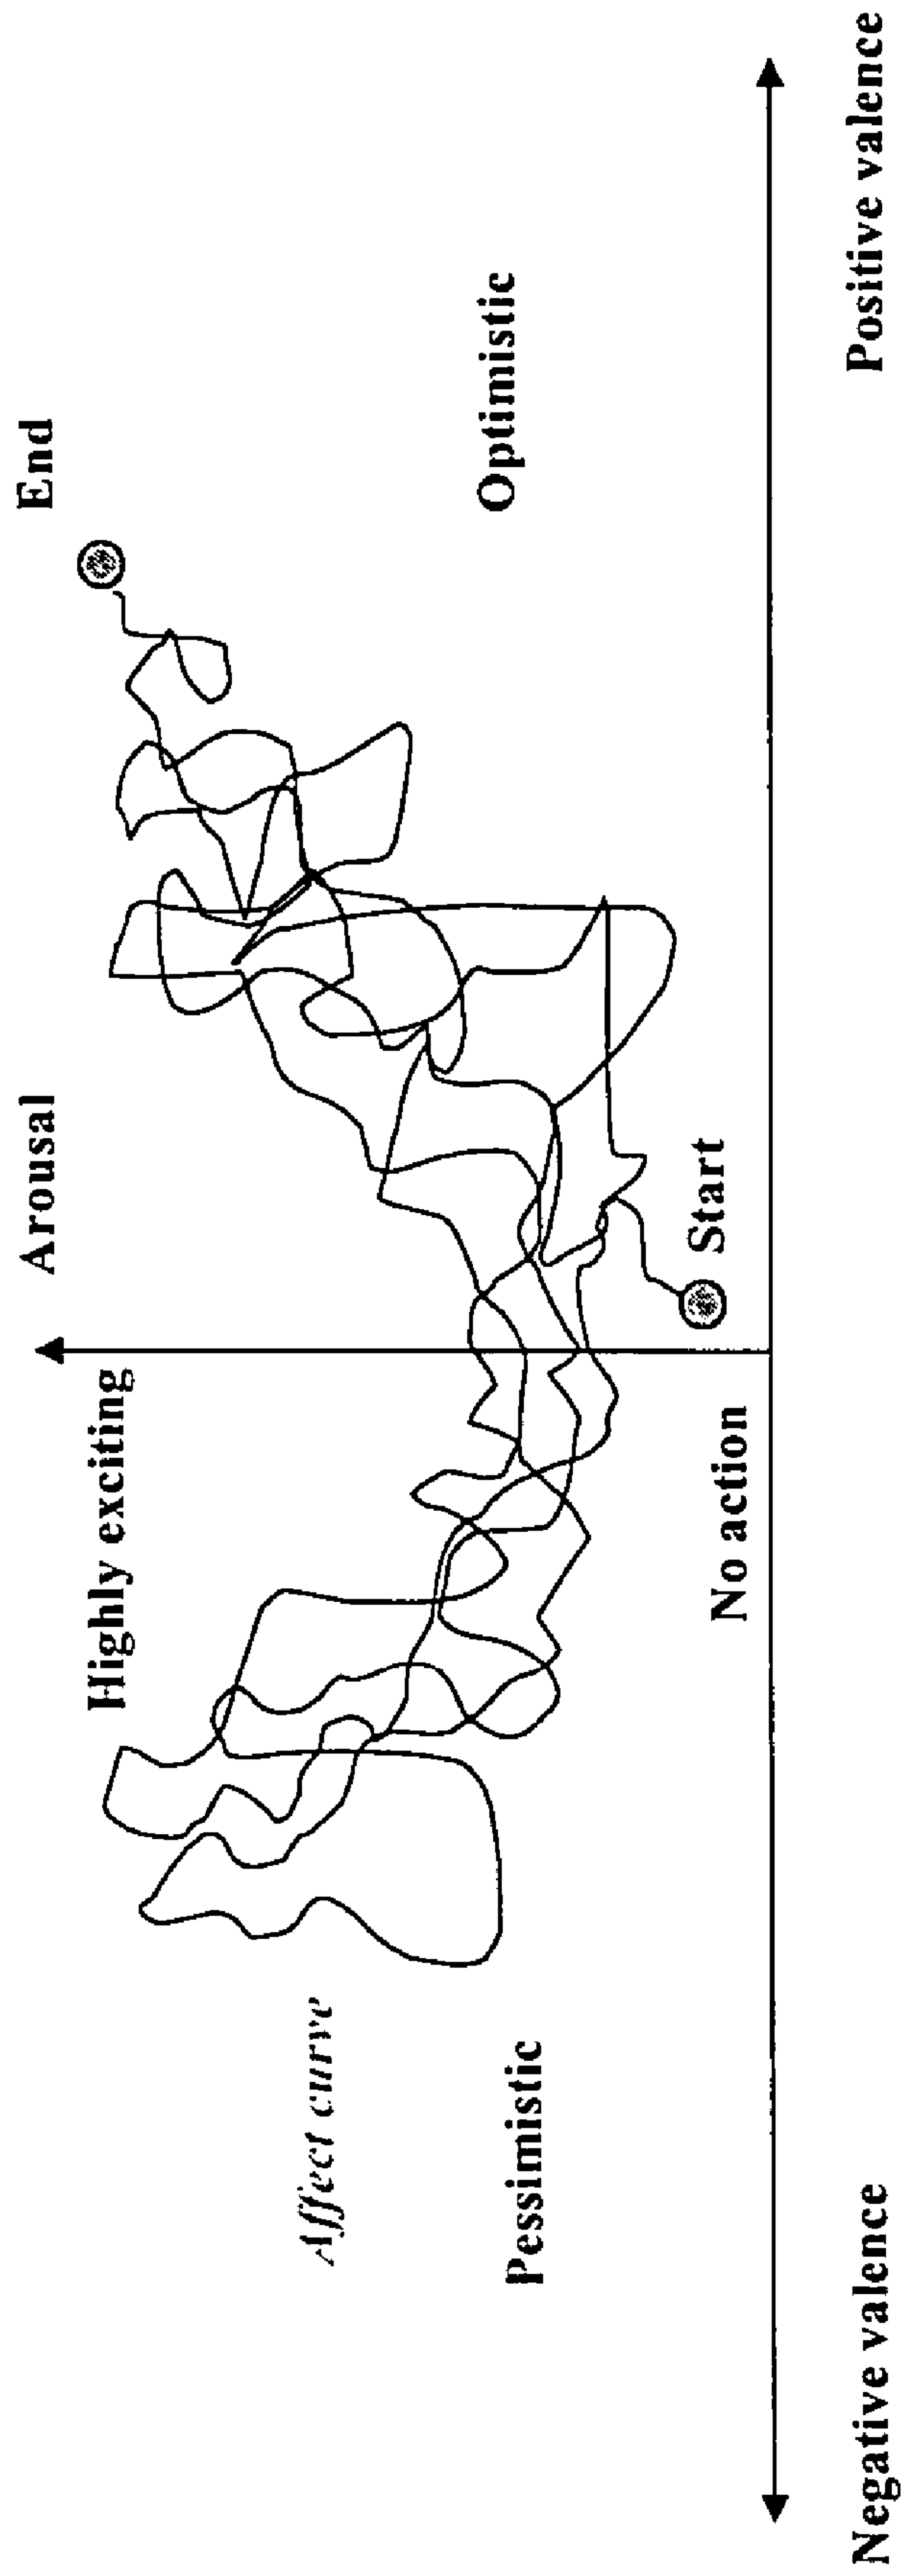 Arousal
End
Highly exciting
Affect curve
Optimistic
Pessimistic
Start
No action
Negative valence
Positive valence